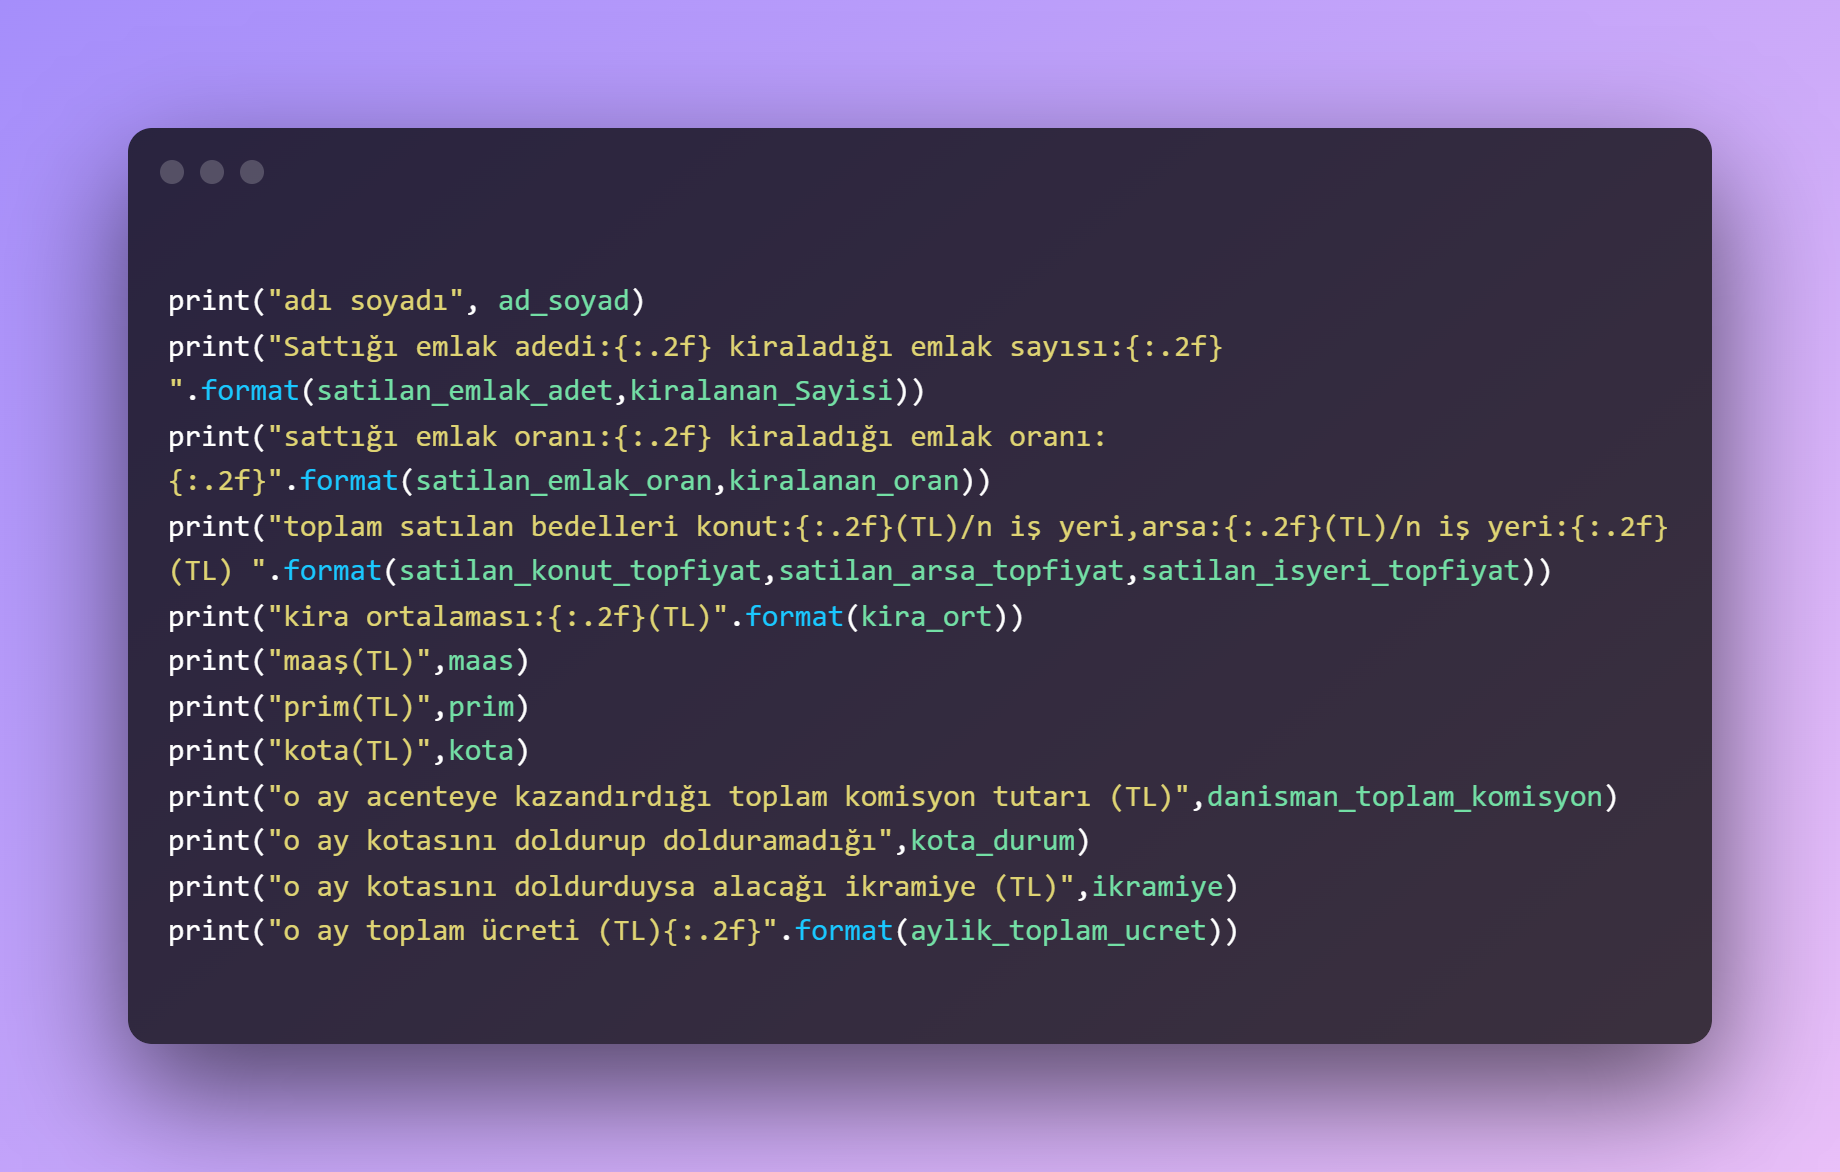 print("adı soyadı", ad_soyad)
print("Sattığı emlak adedi:{:.2f} kiraladığı emlak sayısı:{:.2f}
".format(satilan_emlak_adet,kiralanan_Sayisi))
print("sattığı emlak oranı:{:.2f} kiraladığı emlak oranı:
{:.2f}".format(satilan_emlak_oran,kiralanan_oran))
print("toplam satılan bedelleri konut:{:.2f}(TL)/n iş yeri,arsa:{:.2f}(TL)/n iş yeri:{:.2f}
(TL) ".format(satilan_konut_topfiyat,satilan_arsa_topfiyat,satilan_isyeri_topfiyat))
print("kira ortalaması:{:.2f}(TL)".format(kira_ort))
print("maaş(TL)",maas)
print("prim(TL)",prim)
print("kota(TL)",kota)
print("o ay acenteye kazandırdığı toplam komisyon tutarı (TL)",danisman_toplam_komisyon)
print("o ay kotasını doldurup dolduramadığı",kota_durum)
print("o ay kotasını doldurduysa alacağı ikramiye (TL)",ikramiye)
print("o ay toplam ücreti (TL){:.2f}".format(aylik_toplam_ucret))